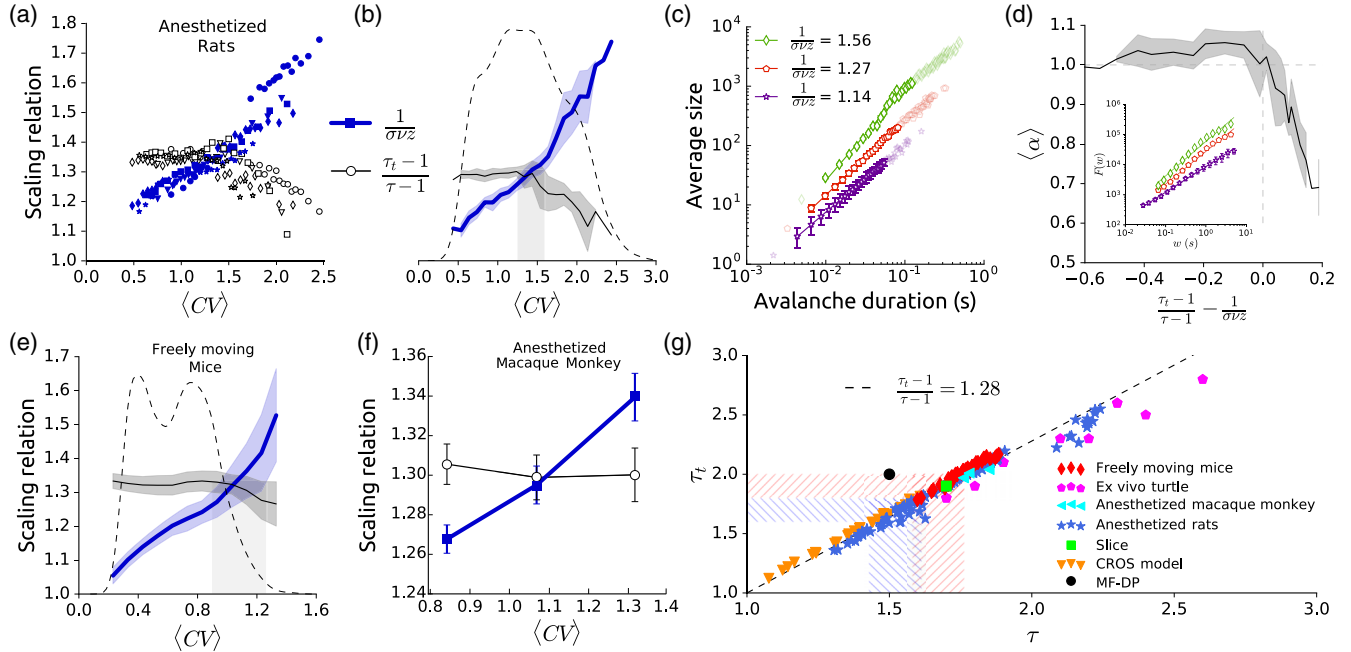 (a)
Anesthetized
Rats
Scaling relation
1.8
1.7
1.6
1.5
1.4
1.3
1.2
1.1
1.0
0.0 0.5 1.0 1.5 2.0 2.5
⟨CV⟩
1/σνz
(τt − 1)/(τ − 1)
(b)
0.0 0.5 1.0 1.5 2.0 2.5 3.0
⟨CV⟩
(c)
1/σνz = 1.56
1/σνz = 1.27
1/σνz = 1.14
Average size
10^4
10^3
10^2
10^1
10^0
10^-3 10^-2 10^-1 10^0
Avalanche duration (s)
(d)
⟨α⟩
1.1
1.0
0.9
0.8
0.7
0.6
0.5
−0.6 −0.4 −0.2 0.0 0.2
(τt − 1)/(τ − 1) − 1/σνz
F(w)
10^6
10^5
10^4
10^3
10^2
10^-2 10^-1 10^0 10^1
w (s)
(e)
Freely moving
Mice
Scaling relation
1.7
1.6
1.5
1.4
1.3
1.2
1.1
1.0
0.0 0.4 0.8 1.2 1.6
⟨CV⟩
(f)
Anesthetized
Macaque Monkey
Scaling relation
1.36
1.34
1.32
1.30
1.28
1.26
1.24
0.8 0.9 1.0 1.1 1.2 1.3 1.4
⟨CV⟩
(g)
(τt − 1)/(τ − 1) = 1.28
τt
3.0
2.5
2.0
1.5
1.0
1.0 1.5 2.0 2.5 3.0
τ
Freely moving mice
Ex vivo turtle
Anesthetized macaque monkey
Anesthetized rats
Slice
CROS model
MF-DP